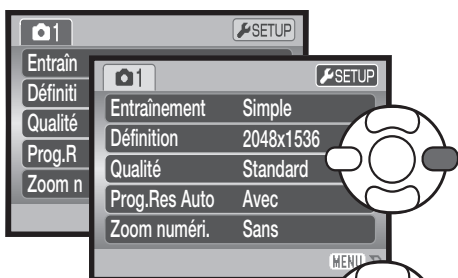 1 SETUP
Entraîn
Définiti
Qualité
Prog.R
Zoom n
1 SETUP
Entraînement Simple
Définition 2048x1536
Qualité Standard
Prog.Res Auto Avec
Zoom numéri. Sans
MENU